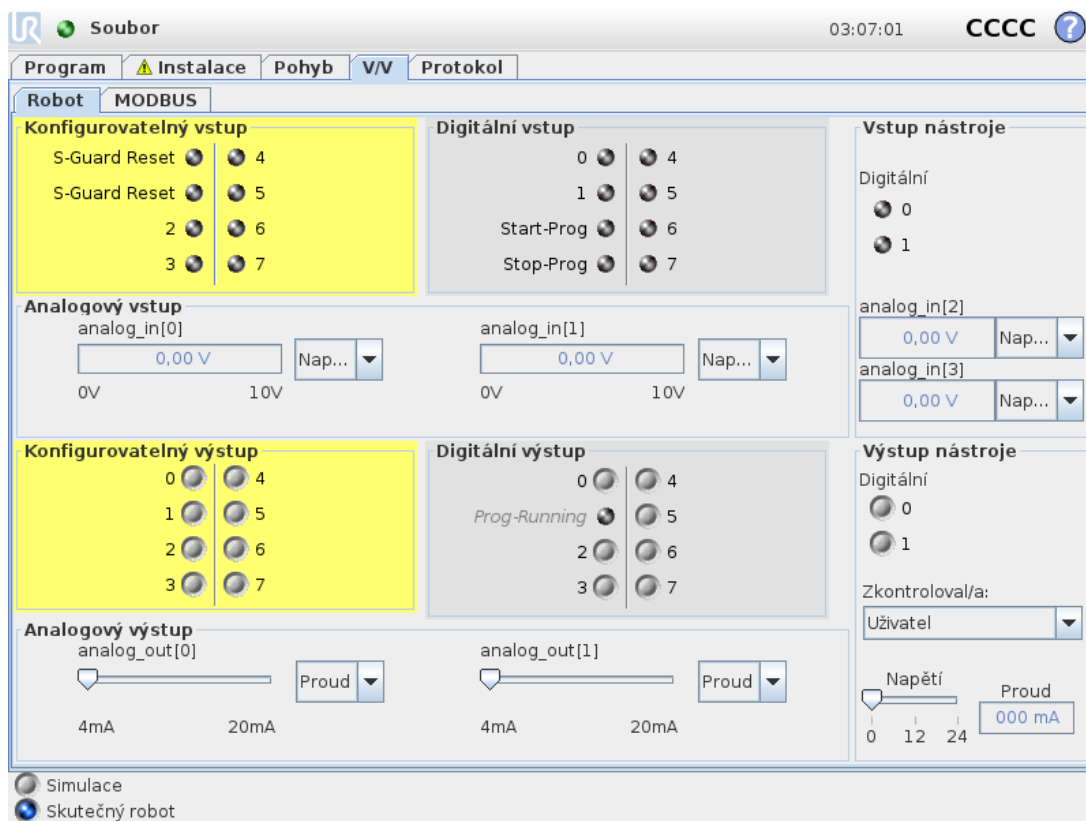 UR Soubor 03:07:01 CCCC ?
Program Instalace Pohyb V/V Protokol
Robot MODBUS
Konfigurovatelný vstup
S-Guard Reset 4
S-Guard Reset 5
2 6
3 7
Digitální vstup
0 4
1 5
Start-Prog 6
Stop-Prog 7
Vstup nástroje
Digitální
0
1
Analogový vstup
analog_in[0]
0,00 V Nap...
0V 10V
analog_in[1]
0,00 V Nap...
0V 10V
analog_in[2]
0,00 V Nap...
analog_in[3]
0,00 V Nap...
Konfigurovatelný výstup
0 4
1 5
2 6
3 7
Digitální výstup
0 4
Prog-Running 5
2 6
3 7
Výstup nástroje
Digitální
0
1
Zkontroloval/a:
Uživatel
Analogový výstup
analog_out[0]
Proud
4mA 20mA
analog_out[1]
Proud
4mA 20mA
Napětí
0 12 24
Proud
000 mA
Simulace
Skutečný robot